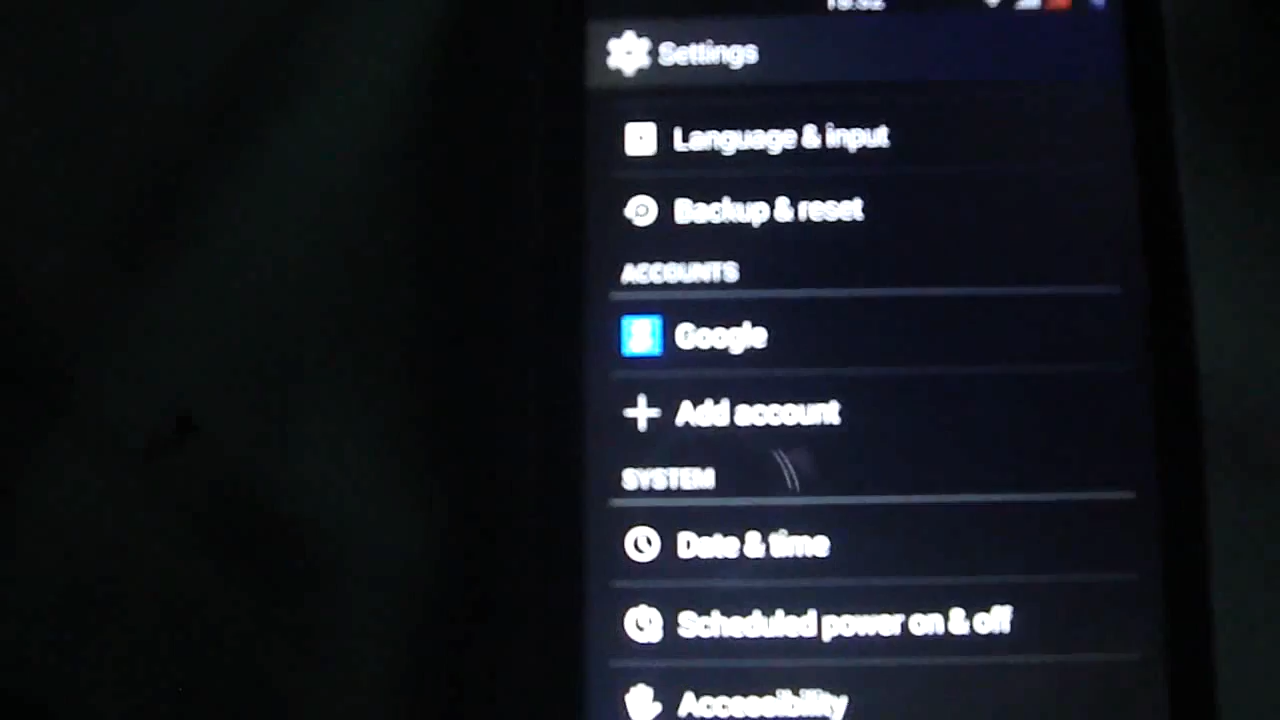 Settings
Language & input
Backup & reset
ACCOUNTS
Google
Add account
SYSTEM
Date & time
Scheduled power on & off
Accessibility